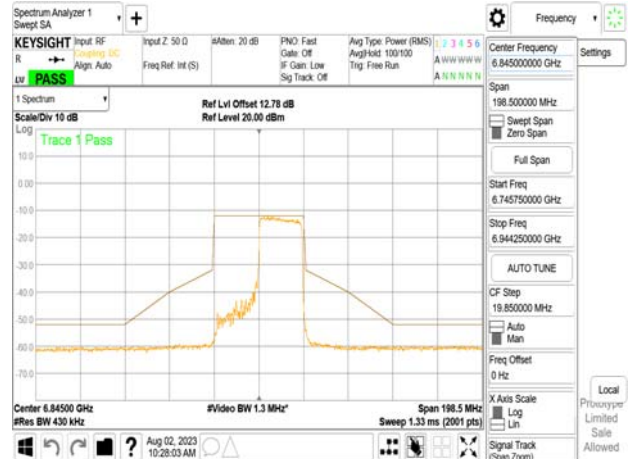 Spectrum Analyzer 1
Swept SA
Frequency
KEYSIGHT
Input: RF
Coupling: DC
Align: Auto
Input Z: 50 Ω
Freq Ref: Int (S)
#Atten: 20 dB
PNO: Fast
Gate: Off
IF Gain: Low
Sig Track: Off
Avg Type: Power (RMS)
Avg|Hold: 100/100
Trig: Free Run
1 2 3 4 5 6
A W W W W W
A N N N N N
R
LU
PASS
Center Frequency
6.845000000 GHz
Settings
Span
198.500000 MHz
Swept Span
Zero Span
Full Span
Start Freq
6.745750000 GHz
Stop Freq
6.944250000 GHz
AUTO TUNE
CF Step
19.850000 MHz
Auto
Man
Freq Offset
0 Hz
X Axis Scale
Log
Lin
Signal Track
(Span Zoom)
Local
Prototype
Limited
Sale
Allowed
1 Spectrum
Scale/Div 10 dB
Ref Lvl Offset 12.78 dB
Ref Level 20.00 dBm
Log
Trace 1 Pass
10.0
0.00
-10.0
-20.0
-30.0
-40.0
-50.0
-60.0
-70.0
Center 6.84500 GHz
#Res BW 430 kHz
#Video BW 1.3 MHz*
Span 198.5 MHz
Sweep 1.33 ms (2001 pts)
?
Aug 02, 2023
10:28:03 AM